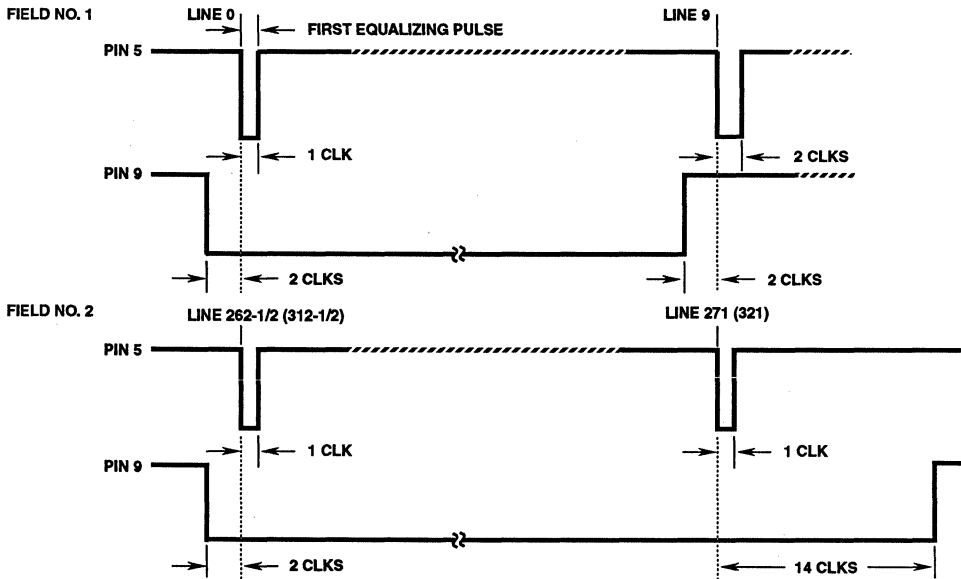 FIELD NO. 1
LINE 0
LINE 9
FIRST EQUALIZING PULSE
PIN 5
1 CLK
2 CLKS
PIN 9
2 CLKS
2 CLKS
FIELD NO. 2
LINE 262-1/2 (312-1/2)
LINE 271 (321)
PIN 5
1 CLK
1 CLK
PIN 9
2 CLKS
14 CLKS